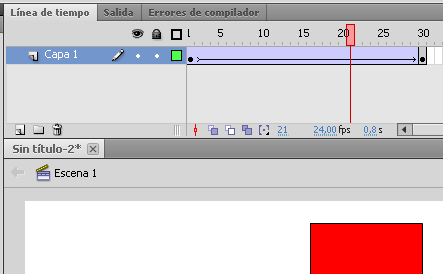 Línea de tiempo Salida Errores de compilador
1 5 10 15 20 25 30
Capa 1
21 24,00 fps 0,8 s
Sin título-2*
Escena 1